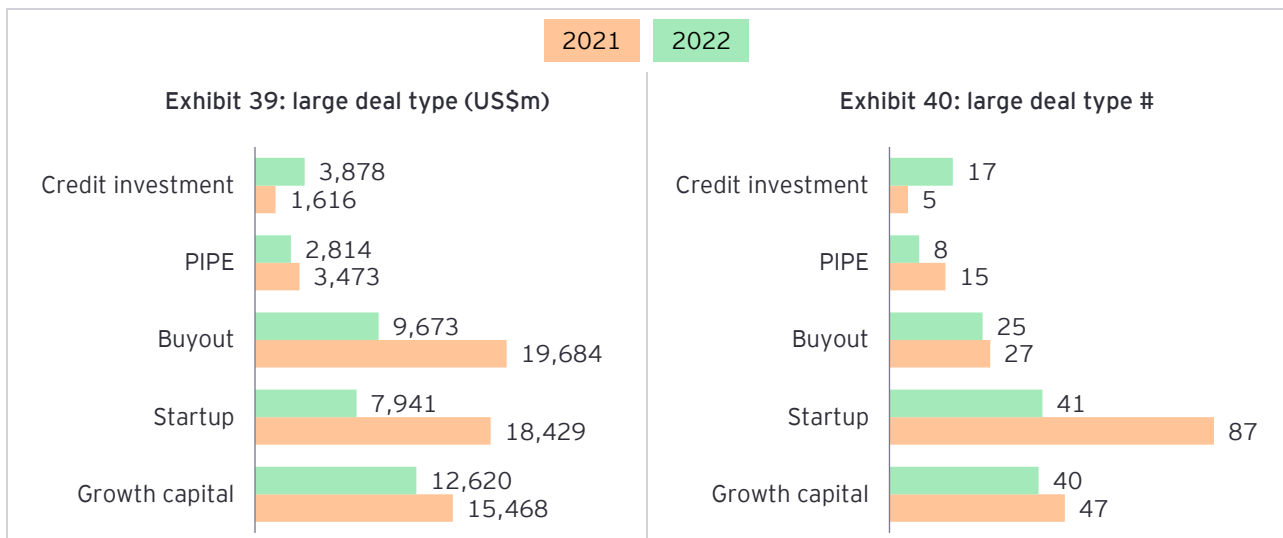 2021 2022
Exhibit 39: large deal type (US$m)
Credit investment
3,878
1,616
PIPE
2,814
3,473
Buyout
9,673
19,684
Startup
7,941
18,429
Growth capital
12,620
15,468
Exhibit 40: large deal type #
Credit investment
17
5
PIPE
8
15
Buyout
25
27
Startup
41
87
Growth capital
40
47